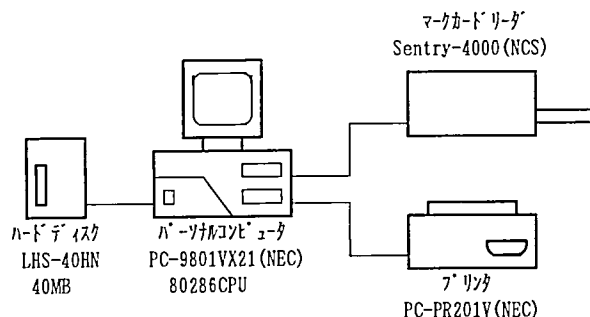 ﾏｰｸｶｰﾄﾞﾘｰﾀﾞ
Sentry-4000(NCS)
ﾊｰﾄﾞﾃﾞｨｽｸ
LHS-40HN
40MB
ﾊﾟｰｿﾅﾙｺﾝﾋﾟｭｰﾀ
PC-9801VX21(NEC)
80286CPU
ﾌﾟﾘﾝﾀ
PC-PR201V(NEC)